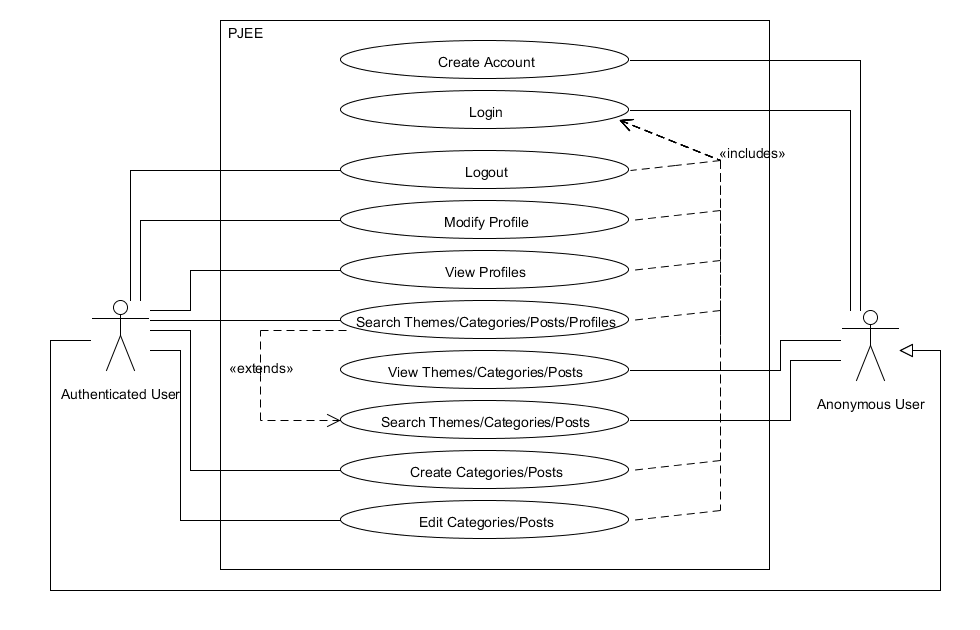 PJEE
Create Account
Login
«includes»
Logout
Modify Profile
View Profiles
Search Themes/Categories/Posts/Profiles
«extends»
View Themes/Categories/Posts
Authenticated User
Anonymous User
Search Themes/Categories/Posts
Create Categories/Posts
Edit Categories/Posts